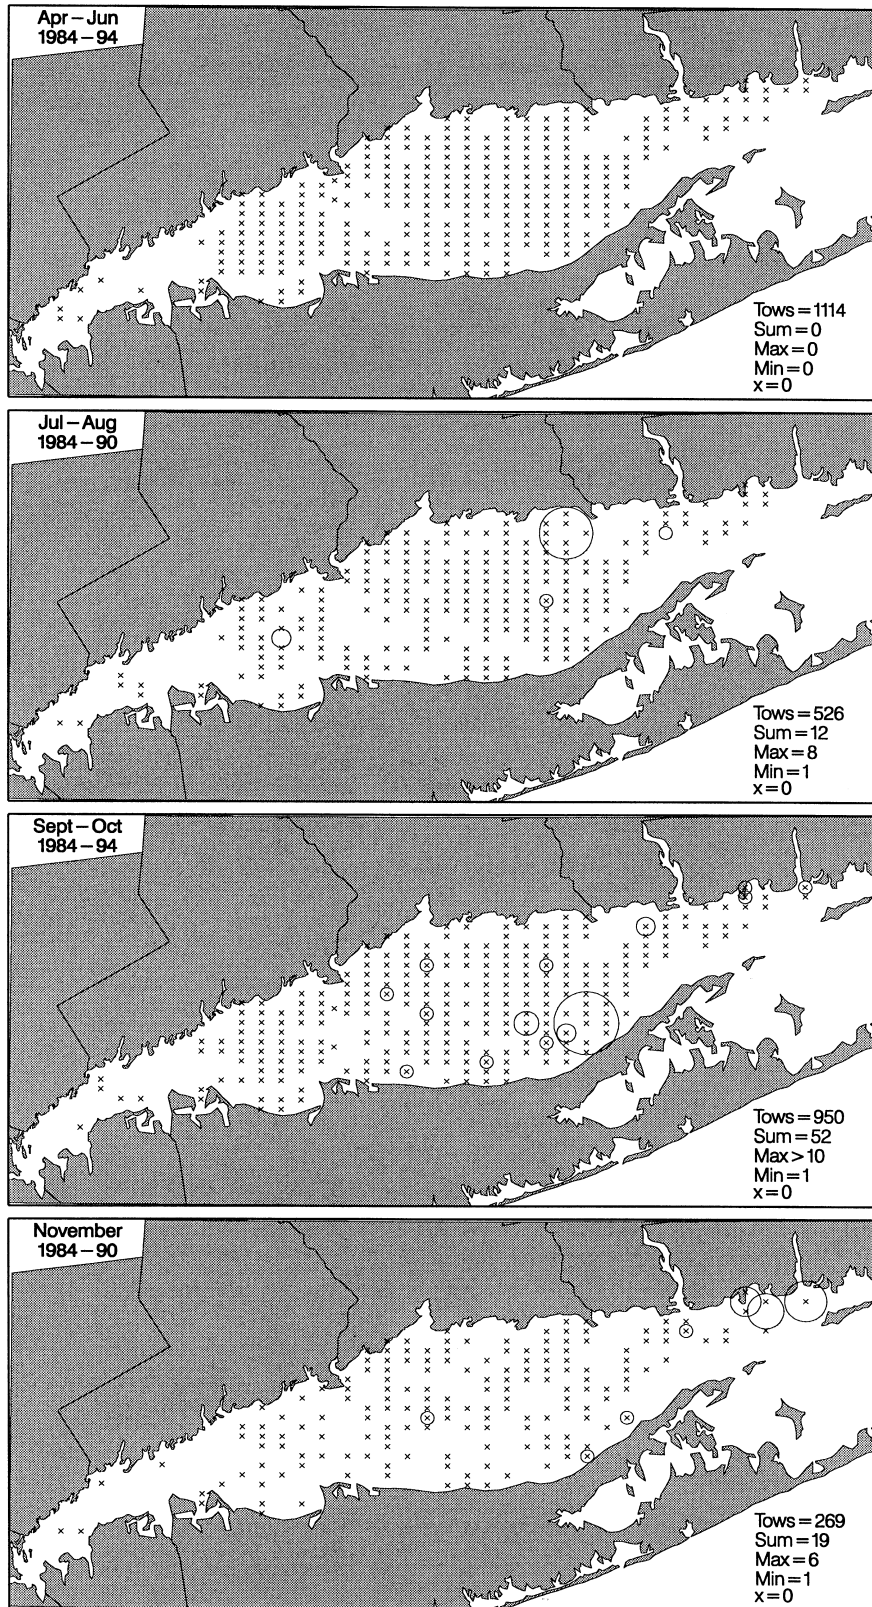 Apr – Jun
1984 – 94
Tows = 1114
Sum = 0
Max = 0
Min = 0
x = 0
Jul – Aug
1984 – 90
Tows = 526
Sum = 12
Max = 8
Min = 1
x = 0
Sept – Oct
1984 – 94
Tows = 950
Sum = 52
Max > 10
Min = 1
x = 0
November
1984 – 90
Tows = 269
Sum = 19
Max = 6
Min = 1
x = 0